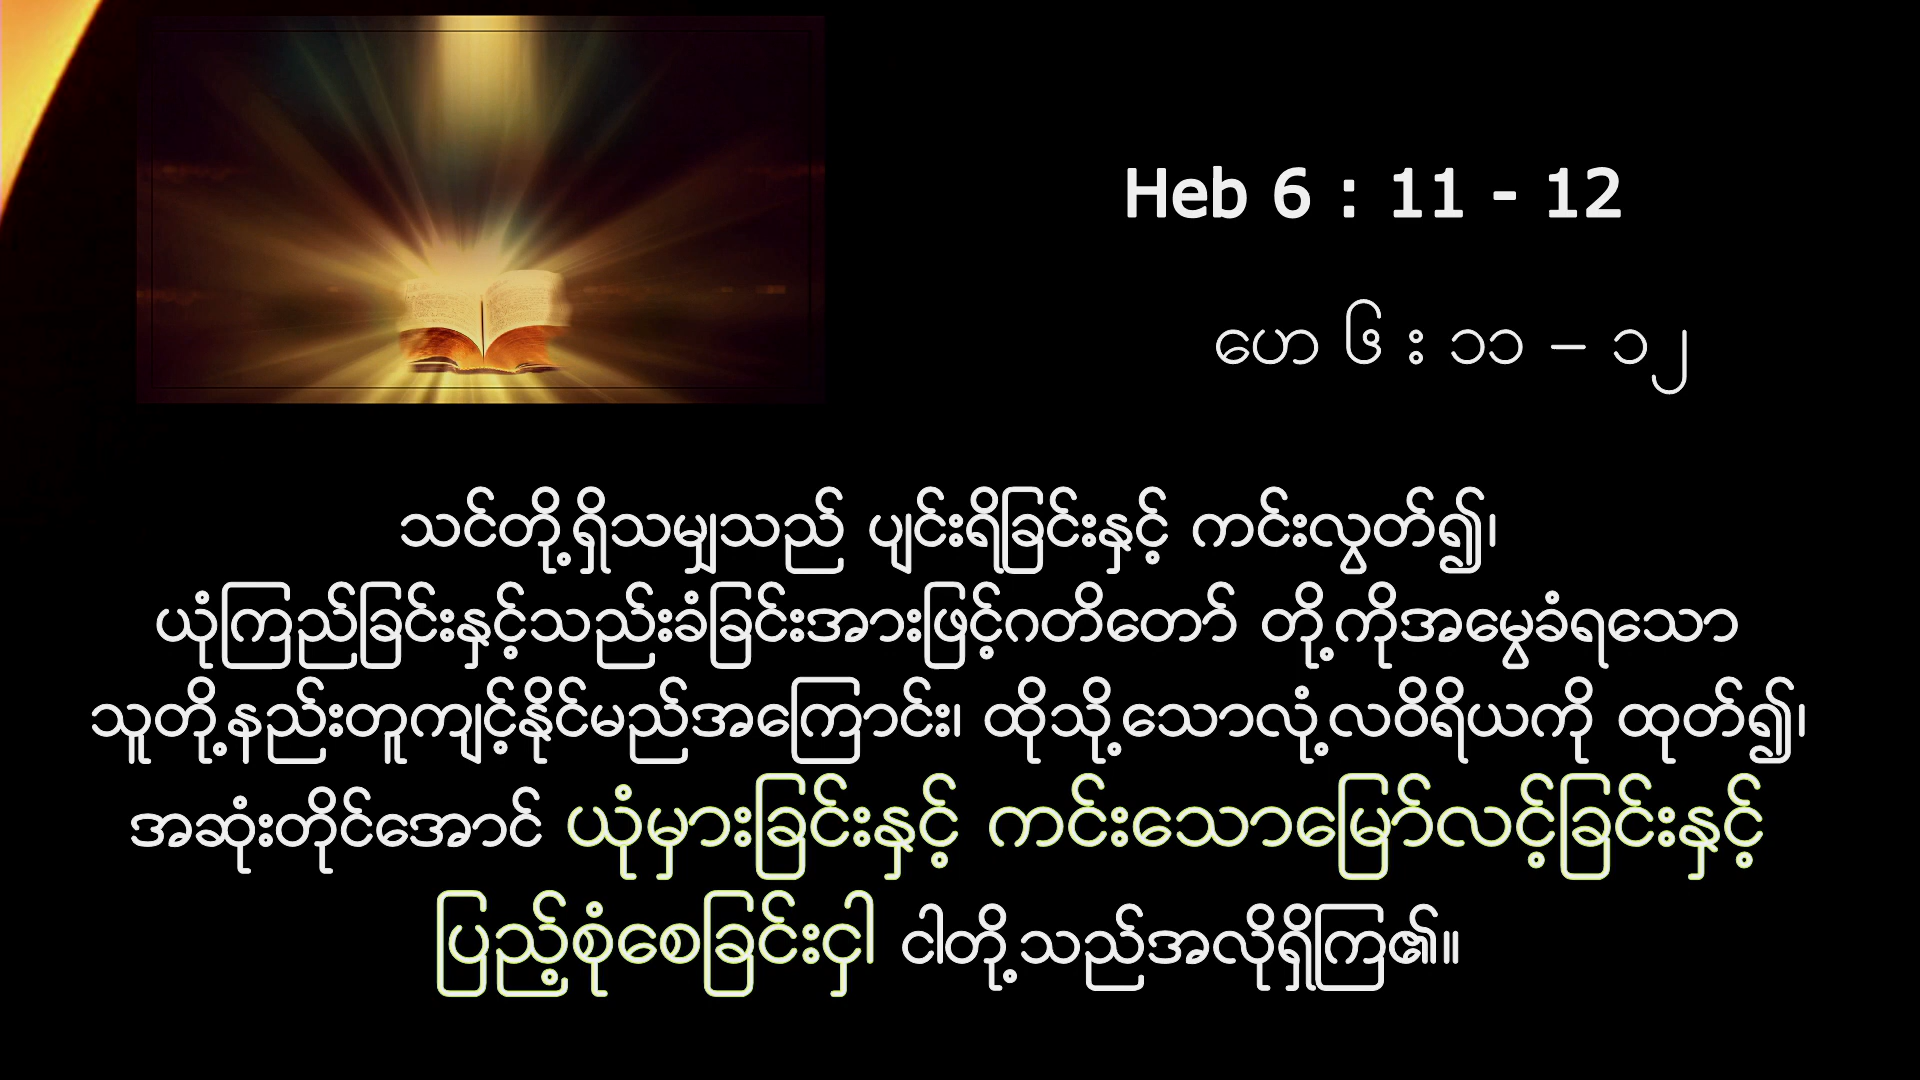 Heb 6 : 11 - 12
ဟေ ၆ : ၁၁ – ၁၂
သင်တို့ရှိသမျှသည် ပျင်းရိခြင်းနှင့် ကင်းလွတ်၍၊
ယုံကြည်ခြင်းနှင့်သည်းခံခြင်းအားဖြင့်ဂတိတော် တို့ကိုအမွေခံရသော
သူတို့နည်းတူကျင့်နိုင်မည်အကြောင်း၊ ထိုသို့သောလုံ့လဝိရိယကို ထုတ်၍၊
အဆုံးတိုင်အောင် ယုံမှားခြင်းနှင့် ကင်းသောမြော်လင့်ခြင်းနှင့်
ပြည့်စုံစေခြင်းငှါ ငါတို့သည်အလိုရှိကြ၏။